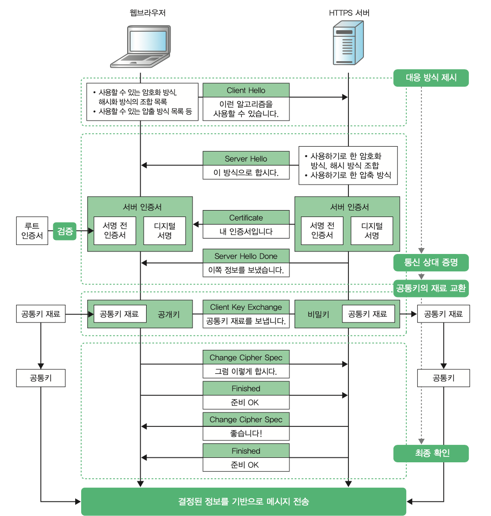 웹브라우저
HTTPS 서버
대응 방식 제시
• 사용할 수 있는 암호화 방식,
해시화 방식의 조합 목록
• 사용할 수 있는 압출 방식 목록 등
Client Hello
이런 알고리즘을
사용할 수 있습니다.
Server Hello
이 방식으로 합시다.
• 사용하기로 한 암호화
방식, 해시 방식 조합
• 사용하기로 한 압축 방식
루트
인증서
검증
서버 인증서
서명 전
인증서
디지털
서명
Certificate
내 인증서입니다
서버 인증서
서명 전
인증서
디지털
서명
Server Hello Done
이쪽 정보를 보냈습니다.
통신 상대 증명
공통키의 재료 교환
공통키 재료
공통키 재료
공개키
Client Key Exchange
공통키 재료를 보냅니다.
비밀키
공통키 재료
공통키 재료
공통키
공통키
Change Cipher Spec
그럼 이렇게 합시다.
Finished
준비 OK
Change Cipher Spec
좋습니다!
Finished
준비 OK
최종 확인
결정된 정보를 기반으로 메시지 전송